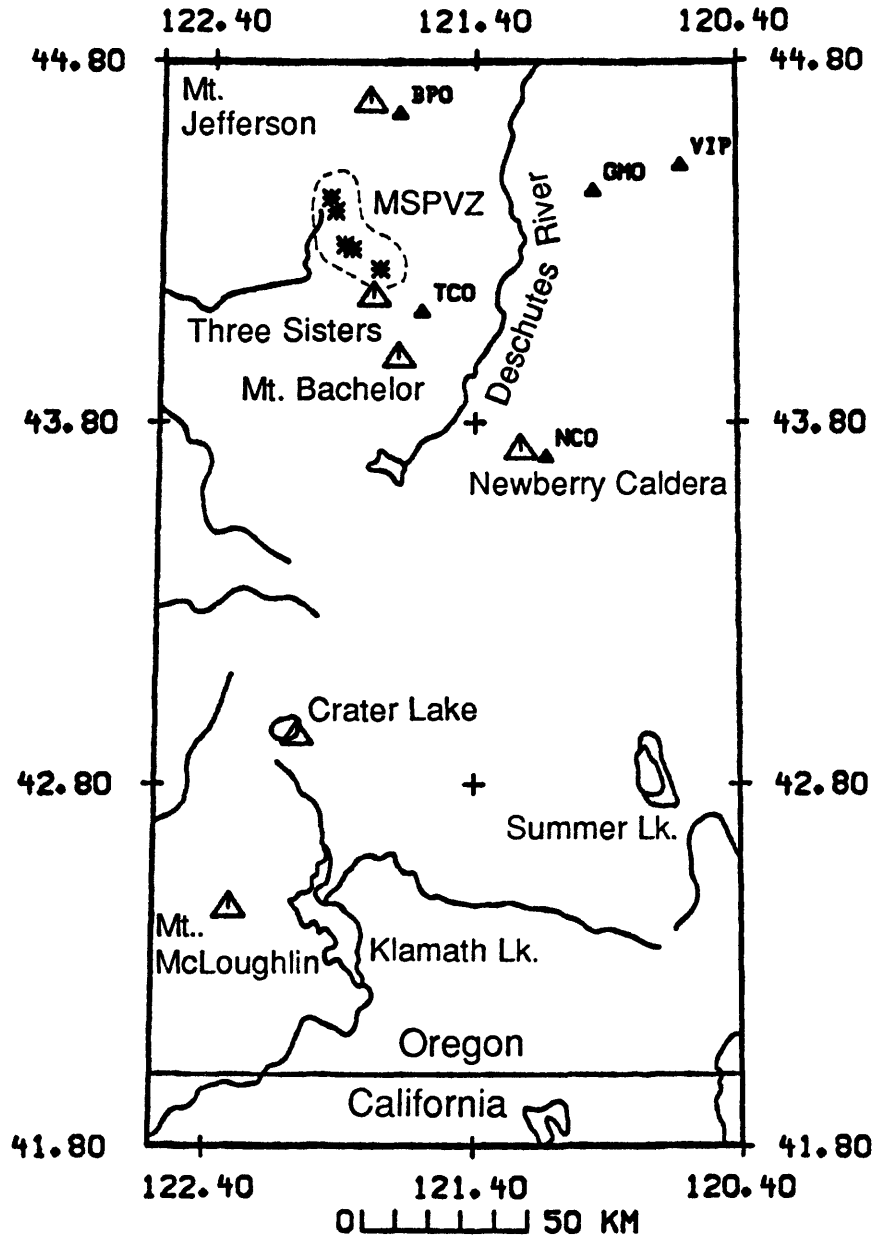 122.40 121.40 120.40
44.80 44.80
Mt.
Jefferson
BPO
VIP
GMO
MSPVZ
Deschutes River
TCO
Three Sisters
Mt. Bachelor
43.80 43.80
NCO
Newberry Caldera
Crater Lake
42.80 42.80
Summer Lk.
Mt..
McLoughlin
Klamath Lk.
Oregon
California
41.80 41.80
122.40 121.40 120.40
0 50 KM